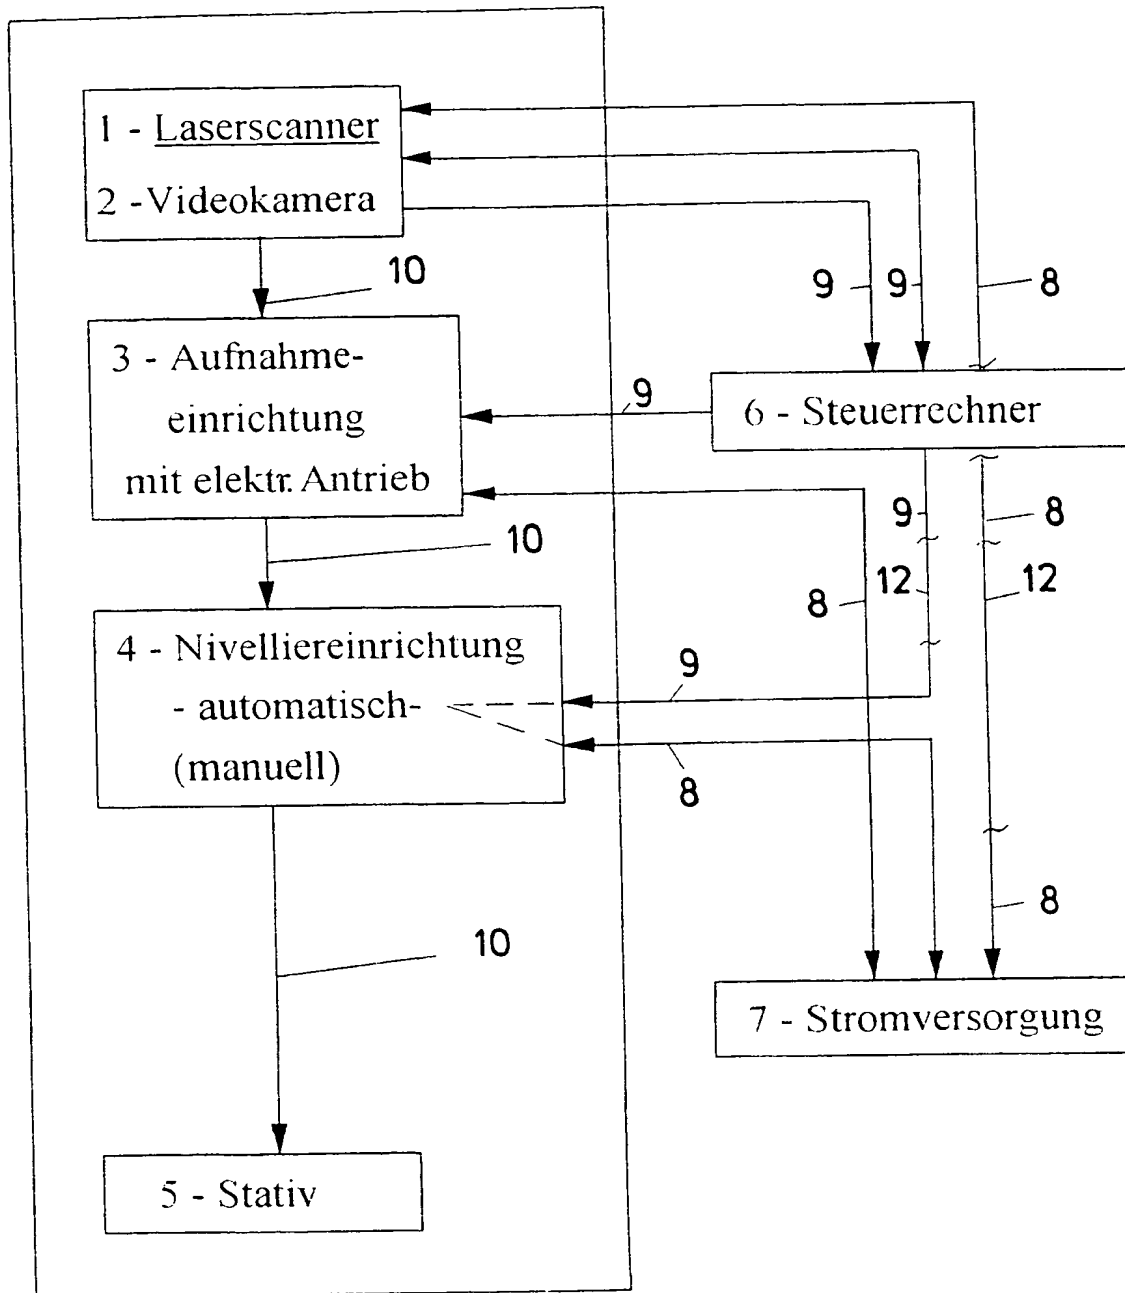 1 - Laserscanner
2 -Videokamera
10
9
9
8
3 - Aufnahme-
einrichtung
mit elektr. Antrieb
9
6 - Steuerrechner
10
9
8
8
12
12
4 - Nivelliereinrichtung
- automatisch-
(manuell)
9
8
10
8
7 - Stromversorgung
5 - Stativ